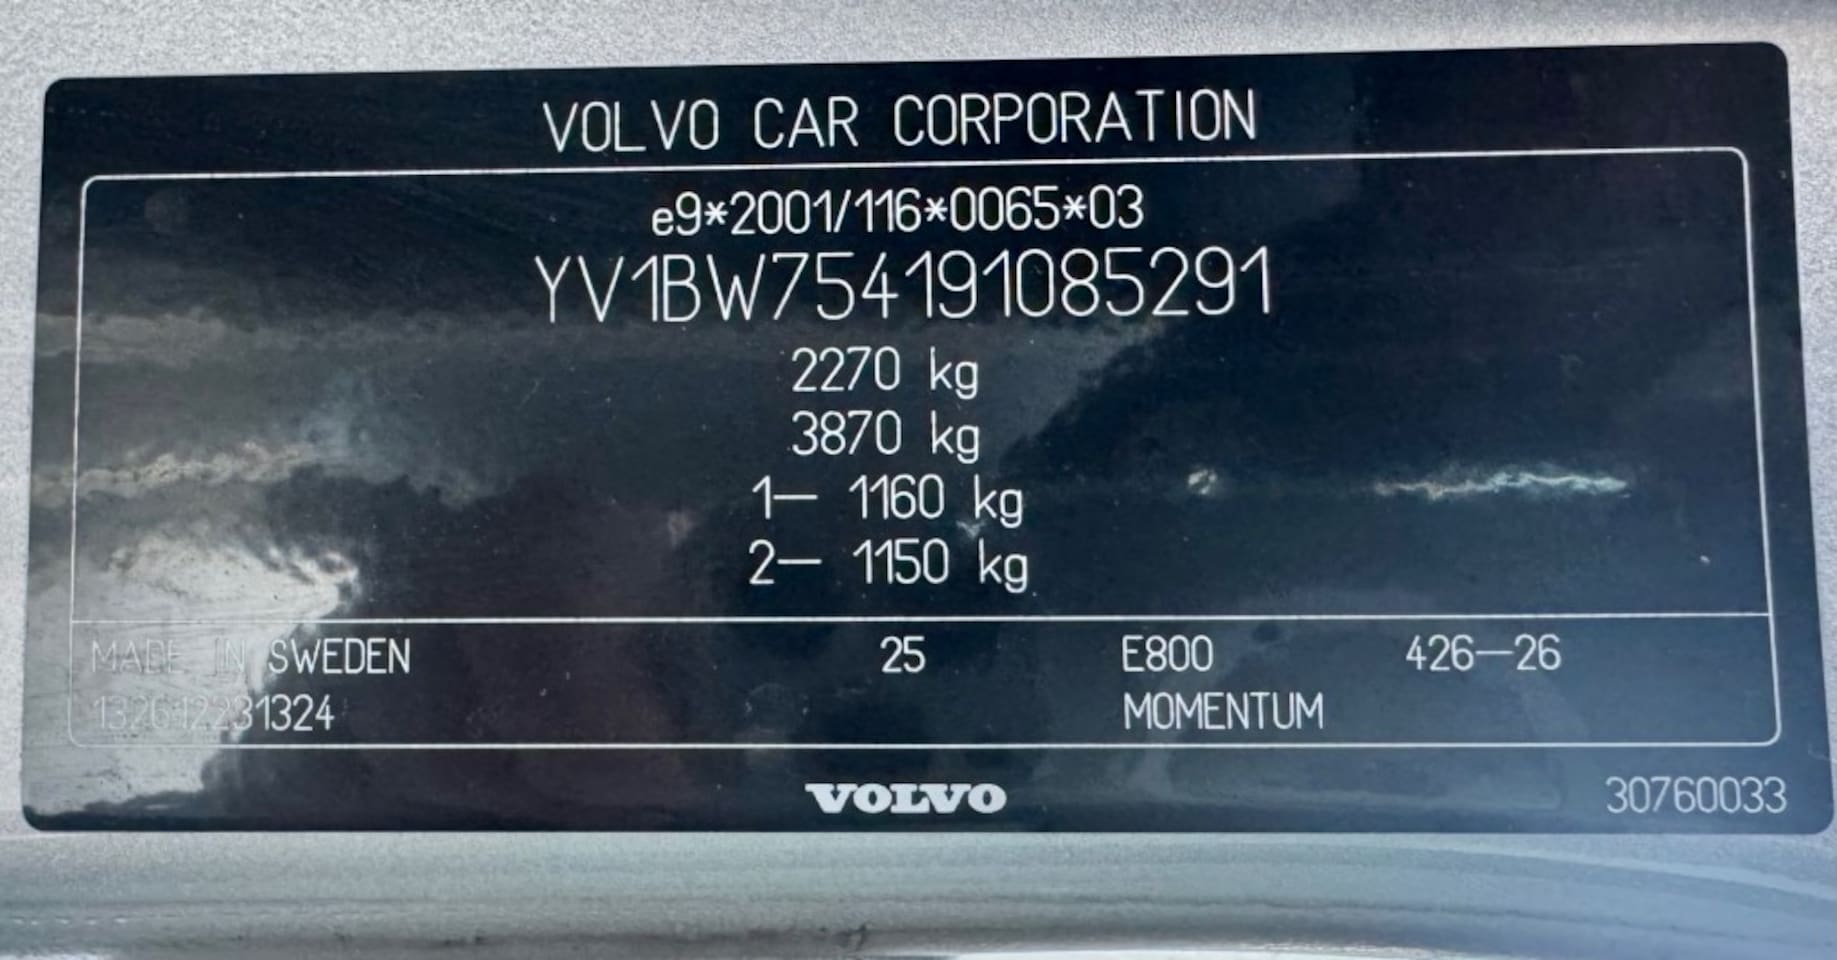 VOLVO CAR CORPORATION
e9*2001/116*0065*03
YV1BW754191085291
2270 kg
3870 kg
1— 1160 kg
2— 1150 kg
MADE IN SWEDEN 25 E800 426—26
132612231324 MOMENTUM
VOLVO 30760033